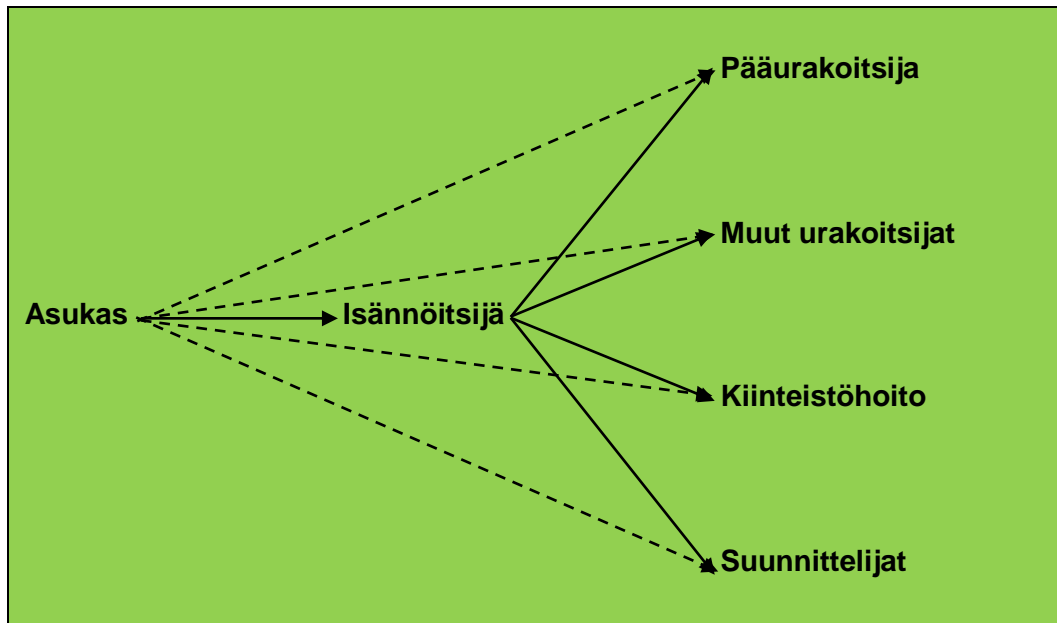 Pääurakoitsija
Muut urakoitsijat
Asukas
Isännöitsijä
Kiinteistöhoito
Suunnittelijat